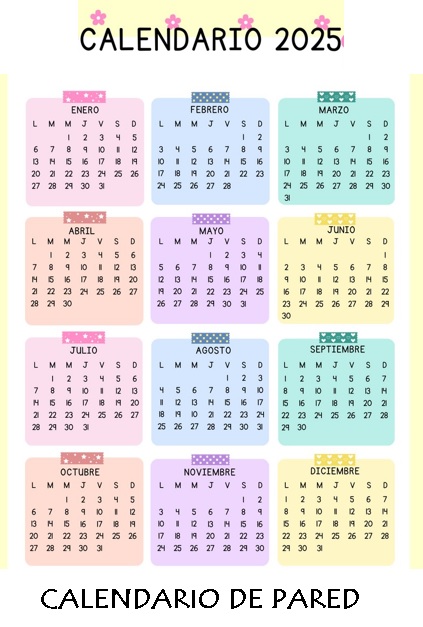 CALENDARIO 2025
ENERO
L M M J V S D
1 2 3 4 5
6 7 8 9 10 11 12
13 14 15 16 17 18 19
20 21 22 23 24 25 26
27 28 29 30 31
FEBRERO
L M M J V S D
1 2
3 4 5 6 7 8 9
10 11 12 13 14 15 16
17 18 19 20 21 22 23
24 25 26 27 28
MARZO
L M M J V S D
1 2
3 4 5 6 7 8 9
10 11 12 13 14 15 16
17 18 19 20 21 22 23
24 25 26 27 28 29 30
31
ABRIL
L M M J V S D
1 2 3 4 5 6
7 8 9 10 11 12 13
14 15 16 17 18 19 20
21 22 23 24 25 26 27
28 29 30
MAYO
L M M J V S D
1 2 3 4
5 6 7 8 9 10 11
12 13 14 15 16 17 18
19 20 21 22 23 24 25
26 27 28 29 30 31
JUNIO
L M M J V S D
1
2 3 4 5 6 7 8
9 10 11 12 13 14 15
16 17 18 19 20 21 22
23 24 25 26 27 28 29
30
JULIO
L M M J V S D
1 2 3 4 5 6
7 8 9 10 11 12 13
14 15 16 17 18 19 20
21 22 23 24 25 26 27
28 29 30 31
AGOSTO
L M M J V S D
1 2 3
4 5 6 7 8 9 10
11 12 13 14 15 16 17
18 19 20 21 22 23 24
25 26 27 28 29 30 31
SEPTIEMBRE
L M M J V S D
1 2 3 4 5 6 7
8 9 10 11 12 13 14
15 16 17 18 19 20 21
22 23 24 25 26 27 28
29 30
OCTUBRE
L M M J V S D
1 2 3 4 5
6 7 8 9 10 11 12
13 14 15 16 17 18 19
20 21 22 23 24 25 26
27 28 29 30 31
NOVIEMBRE
L M M J V S D
1 2
3 4 5 6 7 8 9
10 11 12 13 14 15 16
17 18 19 20 21 22 23
24 25 26 27 28 29 30
DICIEMBRE
L M M J V S D
1 2 3 4 5 6 7
8 9 10 11 12 13 14
15 16 17 18 19 20 21
22 23 24 25 26 27 28
29 30 31
CALENDARIO DE PARED